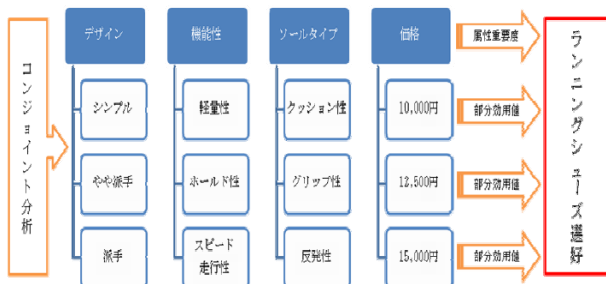 コンジョイント分析
デザイン 機能性 ソールタイプ 価格 属性重要度
シンプル 軽量性 クッション性 10,000円 部分効用値
やや派手 ホールド性 グリップ性 12,500円 部分効用値
派手 スピード
走行性 反発性 15,000円 部分効用値
ランニングシューズ選好